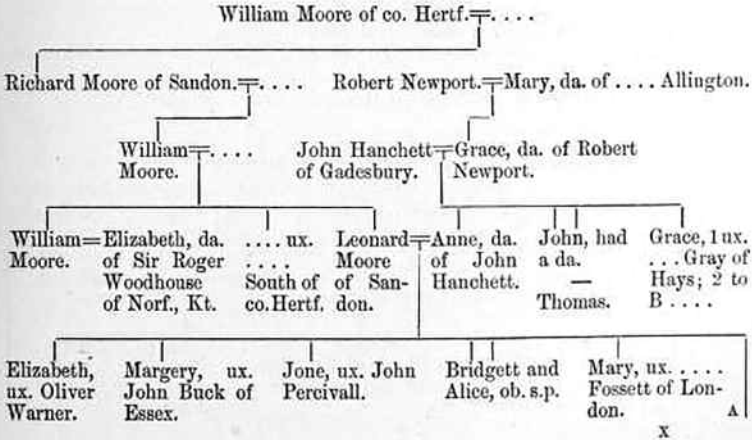 William Moore of co. Hertf.=. . . .
Richard Moore of Sandon.=. . . . Robert Newport.=Mary, da. of . . . . Allington.
William=. . . . John Hanchett=Grace, da. of Robert
Moore. of Gadesbury. Newport.
William=Elizabeth, da. . . . . ux. Leonard=Anne, da. John, had Grace, 1 ux.
Moore. of Sir Roger . . . . Moore of John a da. . . . Gray of
Woodhouse South of of San- Hanchett. — Hays; 2 to
of Norf., Kt. co. Hertf. don. Thomas. B . . . .
Elizabeth, Margery, ux. Jone, ux. John Bridgett and Mary, ux. . . . .
ux. Oliver John Buck of Percivall. Alice, ob. s.p. Fossett of Lon-
Warner. Essex. don. A
X